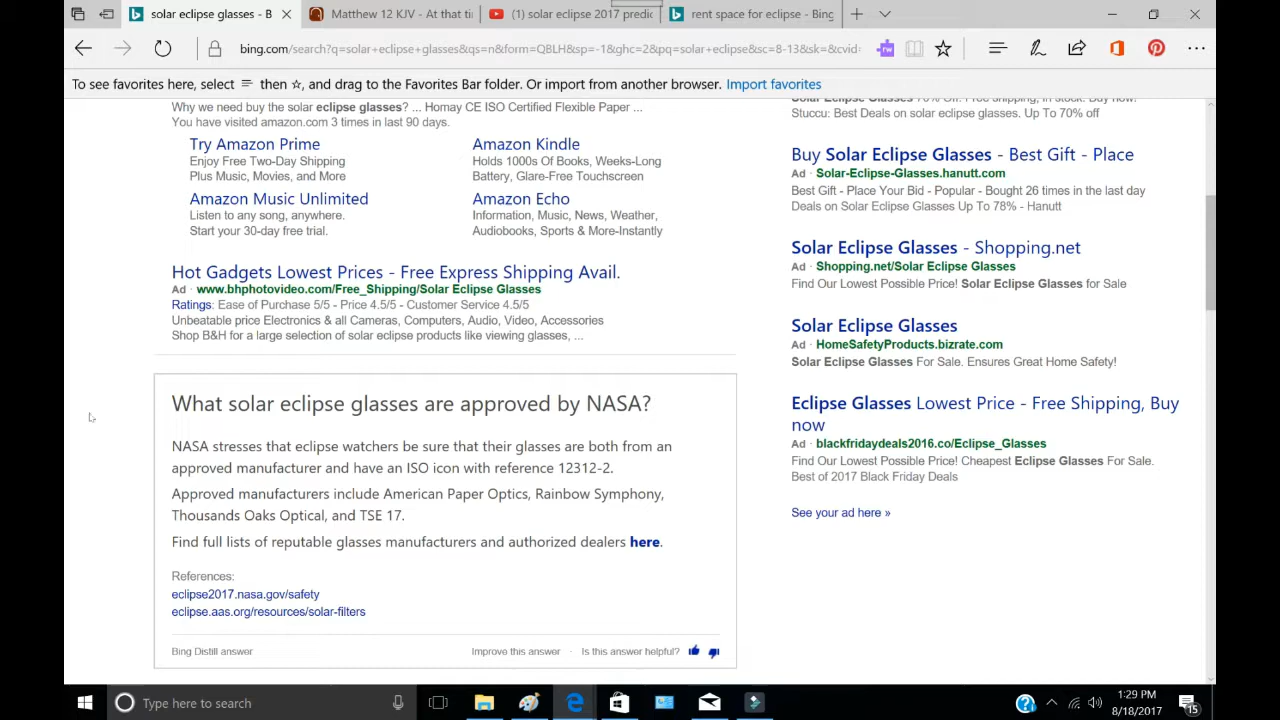 solar eclipse glasses - B
Matthew 12 KJV - At that ti
(1) solar eclipse 2017 predic
rent space for eclipse - Bing
bing.com/search?q=solar+eclipse+glasses&qs=n&form=QBLH&sp=-1&ghc=2&pq=solar+eclipse&sc=8-13&sk=&cvid
To see favorites here, select then ☆, and drag to the Favorites Bar folder. Or import from another browser. Import favorites
Why we need buy the solar eclipse glasses? ... Homay CE ISO Certified Flexible Paper ...
You have visited amazon.com 3 times in last 90 days.
Try Amazon Prime
Enjoy Free Two-Day Shipping
Plus Music, Movies, and More
Amazon Kindle
Holds 1000s Of Books, Weeks-Long
Battery, Glare-Free Touchscreen
Amazon Music Unlimited
Listen to any song, anywhere.
Start your 30-day free trial.
Amazon Echo
Information, Music, News, Weather,
Audiobooks, Sports & More-Instantly
Hot Gadgets Lowest Prices - Free Express Shipping Avail.
Ad · www.bhphotovideo.com/Free_Shipping/Solar Eclipse Glasses
Ratings: Ease of Purchase 5/5 - Price 4.5/5 - Customer Service 4.5/5
Unbeatable price Electronics & all Cameras, Computers, Audio, Video, Accessories
Shop B&H for a large selection of solar eclipse products like viewing glasses, ...
What solar eclipse glasses are approved by NASA?
NASA stresses that eclipse watchers be sure that their glasses are both from an
approved manufacturer and have an ISO icon with reference 12312-2.
Approved manufacturers include American Paper Optics, Rainbow Symphony,
Thousands Oaks Optical, and TSE 17.
Find full lists of reputable glasses manufacturers and authorized dealers here.
References:
eclipse2017.nasa.gov/safety
eclipse.aas.org/resources/solar-filters
Bing Distill answer
Improve this answer · Is this answer helpful?
Solar Eclipse Glasses 70% Off. Free shipping, in stock. Buy now!
Stuccu: Best Deals on solar eclipse glasses. Up To 70% off
Buy Solar Eclipse Glasses - Best Gift - Place
Ad · Solar-Eclipse-Glasses.hanutt.com
Best Gift - Place Your Bid - Popular - Bought 26 times in the last day
Deals on Solar Eclipse Glasses Up To 78% - Hanutt
Solar Eclipse Glasses - Shopping.net
Ad · Shopping.net/Solar Eclipse Glasses
Find Our Lowest Possible Price! Solar Eclipse Glasses for Sale
Solar Eclipse Glasses
Ad · HomeSafetyProducts.bizrate.com
Solar Eclipse Glasses For Sale. Ensures Great Home Safety!
Eclipse Glasses Lowest Price - Free Shipping, Buy
now
Ad · blackfridaydeals2016.co/Eclipse_Glasses
Find Our Lowest Possible Price! Cheapest Eclipse Glasses For Sale.
Best of 2017 Black Friday Deals
See your ad here »
Type here to search
1:29 PM
8/18/2017
15